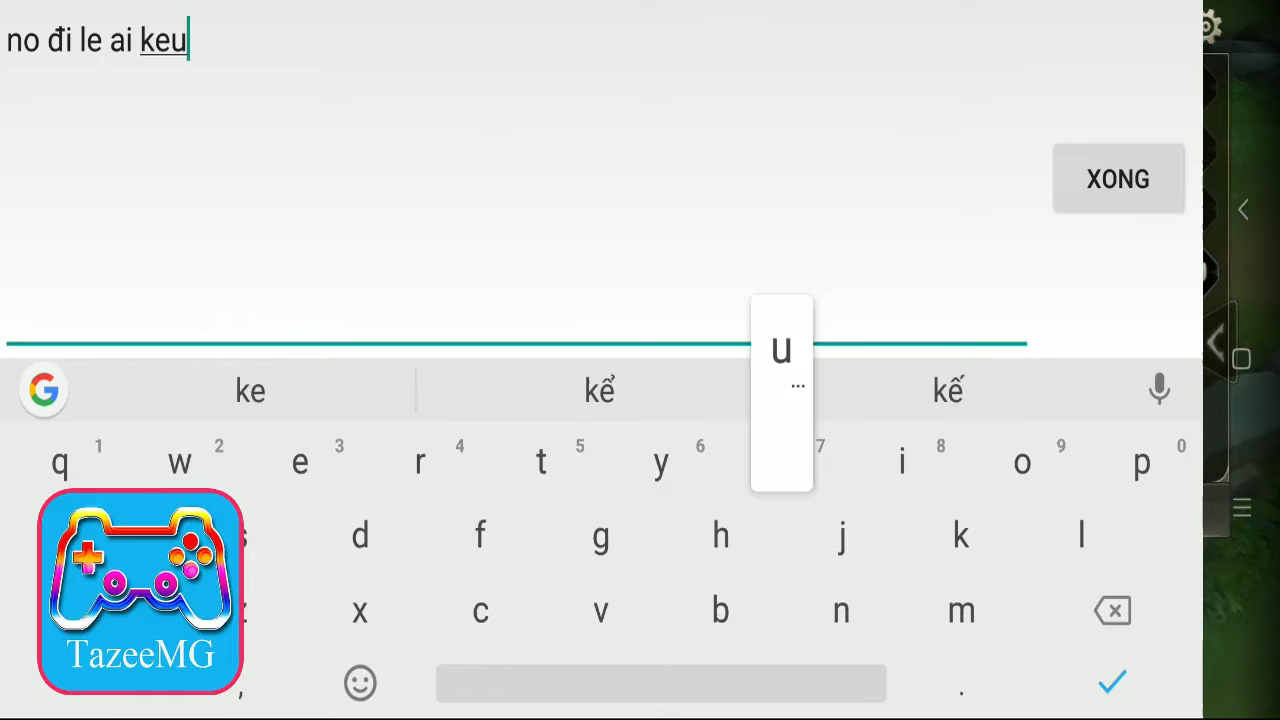 no đi le ai keu
XONG
u
...
ke kể kế
1 2 3 4 5 6 7 8 9 0
q w e r t y i o p
s d f g h j k l
z x c v b n m
, .
TazeeMG